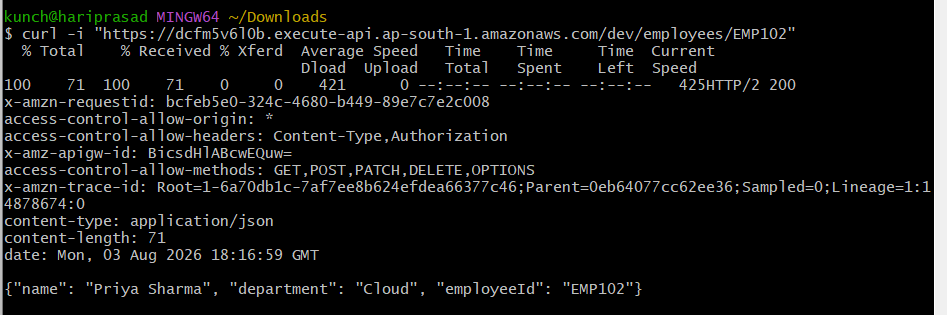 kunch@hariprasad MINGW64 ~/Downloads
$ curl -i "https://dcfm5v6l0b.execute-api.ap-south-1.amazonaws.com/dev/employees/EMP102"
  % Total    % Received % Xferd  Average Speed   Time    Time     Time  Current
                                 Dload  Upload   Total   Spent    Left  Speed
100    71  100    71    0     0    421      0 --:--:-- --:--:-- --:--:--   425HTTP/2 200
x-amzn-requestid: bcfeb5e0-324c-4680-b449-89e7c7e2c008
access-control-allow-origin: *
access-control-allow-headers: Content-Type,Authorization
x-amz-apigw-id: BicsdHlABcwEQuw=
access-control-allow-methods: GET,POST,PATCH,DELETE,OPTIONS
x-amzn-trace-id: Root=1-6a70db1c-7af7ee8b624efdea66377c46;Parent=0eb64077cc62ee36;Sampled=0;Lineage=1:1
4878674:0
content-type: application/json
content-length: 71
date: Mon, 03 Aug 2026 18:16:59 GMT

{"name": "Priya Sharma", "department": "Cloud", "employeeId": "EMP102"}